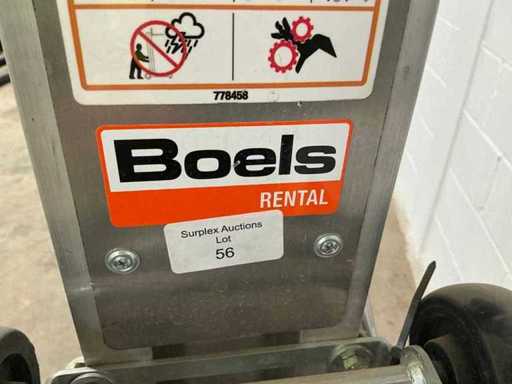 778458
Boels
RENTAL
Surplex Auctions
Lot
56